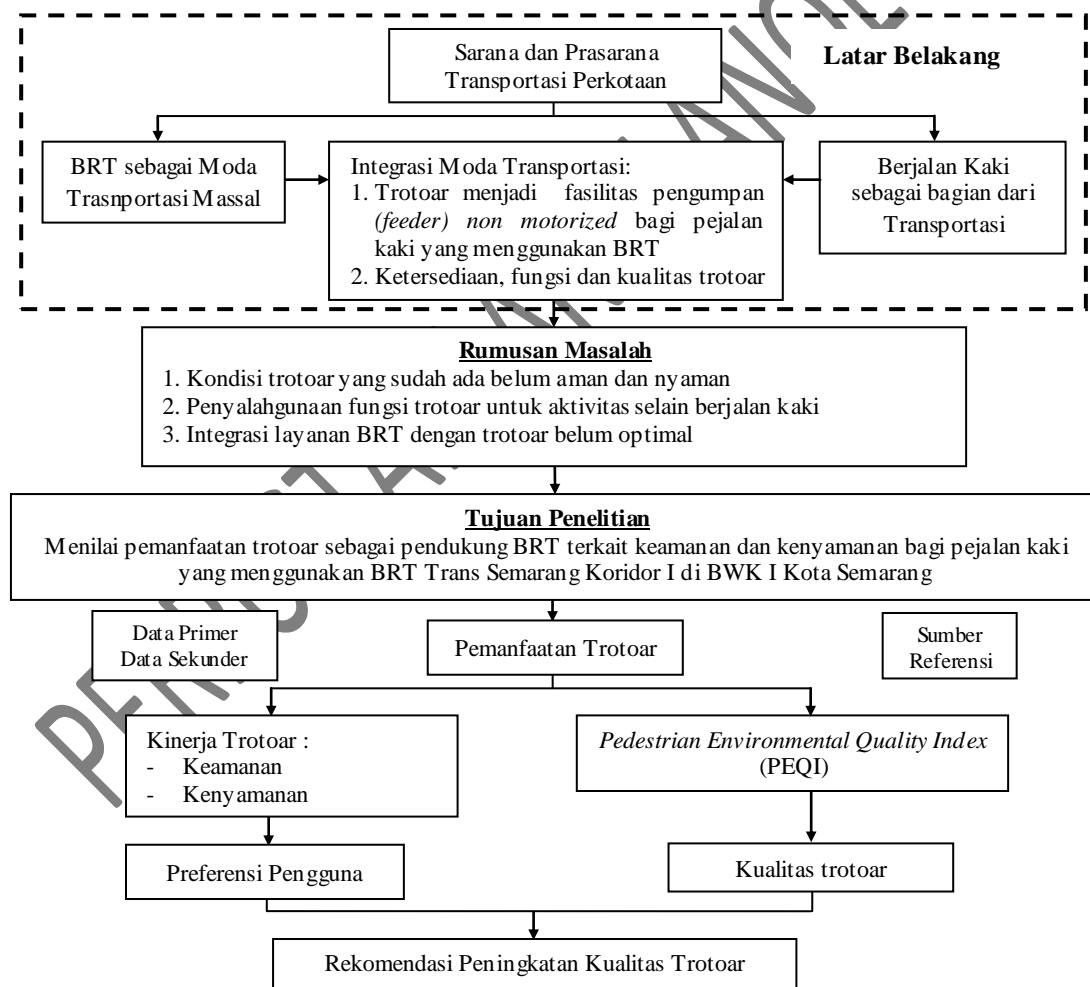 Sarana dan Prasarana
Transportasi Perkotaan
Latar Belakang
BRT sebagai Moda
Trasnportasi Massal
Integrasi Moda Transportasi:
1. Trotoar menjadi fasilitas pengumpan
(feeder) non motorized bagi pejalan
kaki yang menggunakan BRT
2. Ketersediaan, fungsi dan kualitas trotoar
Berjalan Kaki
sebagai bagian dari
Transportasi
Rumusan Masalah
1. Kondisi trotoar yang sudah ada belum aman dan nyaman
2. Penyalahgunaan fungsi trotoar untuk aktivitas selain berjalan kaki
3. Integrasi layanan BRT dengan trotoar belum optimal
Tujuan Penelitian
Menilai pemanfaatan trotoar sebagai pendukung BRT terkait keamanan dan kenyamanan bagi pejalan kaki
yang menggunakan BRT Trans Semarang Koridor I di BWK I Kota Semarang
Data Primer
Data Sekunder
Pemanfaatan Trotoar
Sumber
Referensi
Kinerja Trotoar :
- Keamanan
- Kenyamanan
Pedestrian Environmental Quality Index
(PEQI)
Preferensi Pengguna
Kualitas trotoar
Rekomendasi Peningkatan Kualitas Trotoar